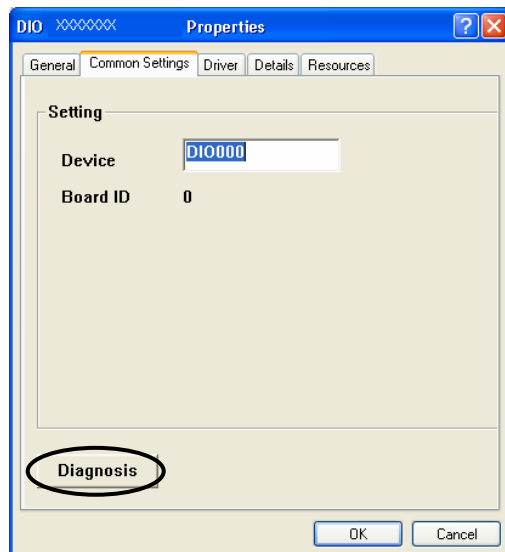 DIO XXXXXXX Properties
General Common Settings Driver Details Resources
Setting
Device DIO000
Board ID 0
Diagnosis
OK Cancel